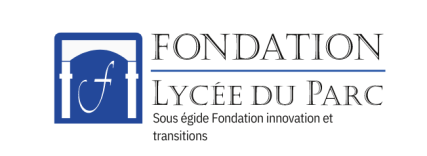 f
FONDATION
LYCÉE DU PARC
Sous égide Fondation innovation et
transitions